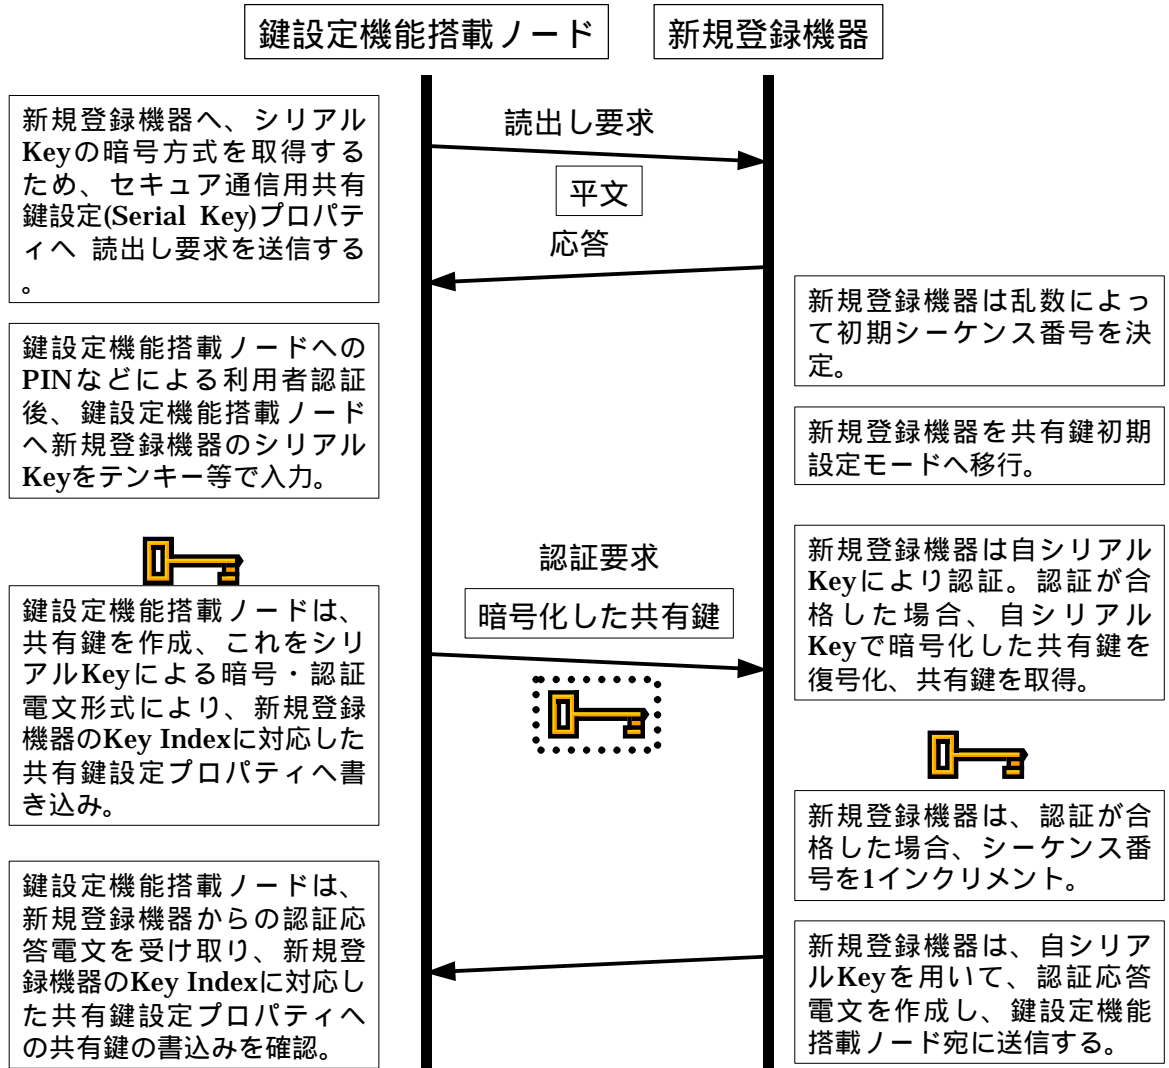 鍵設定機能搭載ノード
新規登録機器
新規登録機器へ、シリアル
Keyの暗号方式を取得する
ため、セキュア通信用共有
鍵設定(Serial Key)プロパテ
ィへ 読出し要求を送信する
。
読出し要求
平文
応答
新規登録機器は乱数によっ
て初期シーケンス番号を決
定。
鍵設定機能搭載ノードへの
PINなどによる利用者認証
後、鍵設定機能搭載ノード
へ新規登録機器のシリアル
Keyをテンキー等で入力。
新規登録機器を共有鍵初期
設定モードへ移行。
鍵設定機能搭載ノードは、
共有鍵を作成、これをシリ
アルKeyによる暗号・認証
電文形式により、新規登録
機器のKey Indexに対応した
共有鍵設定プロパティへ書
き込み。
認証要求
暗号化した共有鍵
新規登録機器は自シリアル
Keyにより認証。認証が合
格した場合、自シリアル
Keyで暗号化した共有鍵を
復号化、共有鍵を取得。
新規登録機器は、認証が合
格した場合、シーケンス番
号を1インクリメント。
鍵設定機能搭載ノードは、
新規登録機器からの認証応
答電文を受け取り、新規登
録機器のKey Indexに対応し
た共有鍵設定プロパティへ
の共有鍵の書込みを確認。
新規登録機器は、自シリア
ルKeyを用いて、認証応答
電文を作成し、鍵設定機能
搭載ノード宛に送信する。